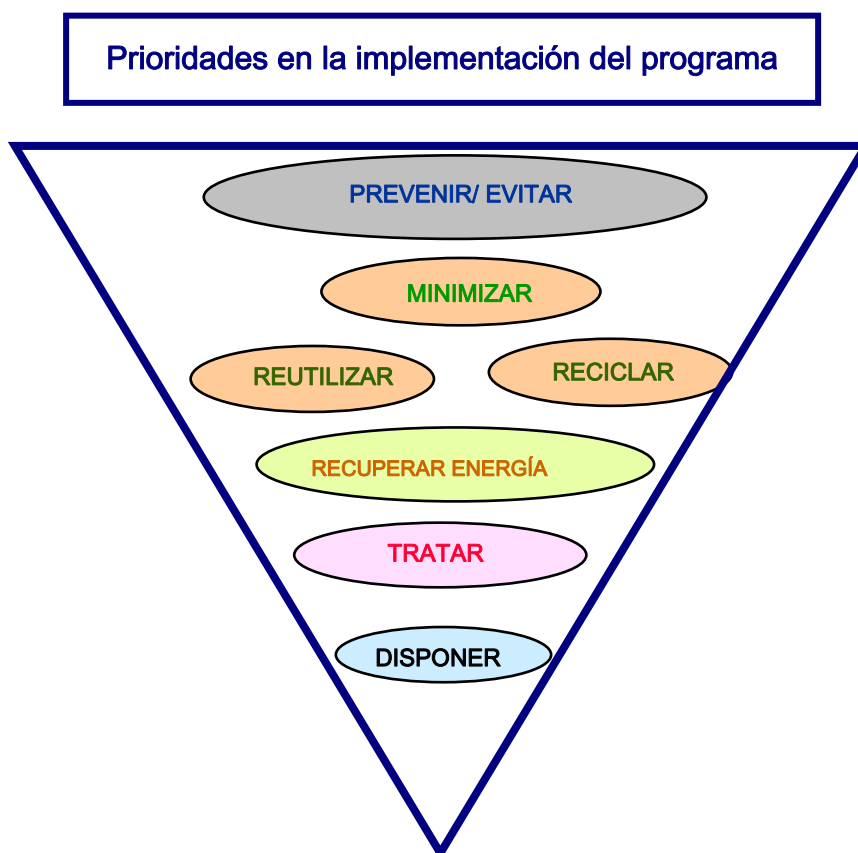 Prioridades en la implementación del programa
PREVENIR/ EVITAR
MINIMIZAR
REUTILIZAR
RECICLAR
RECUPERAR ENERGÍA
TRATAR
DISPONER